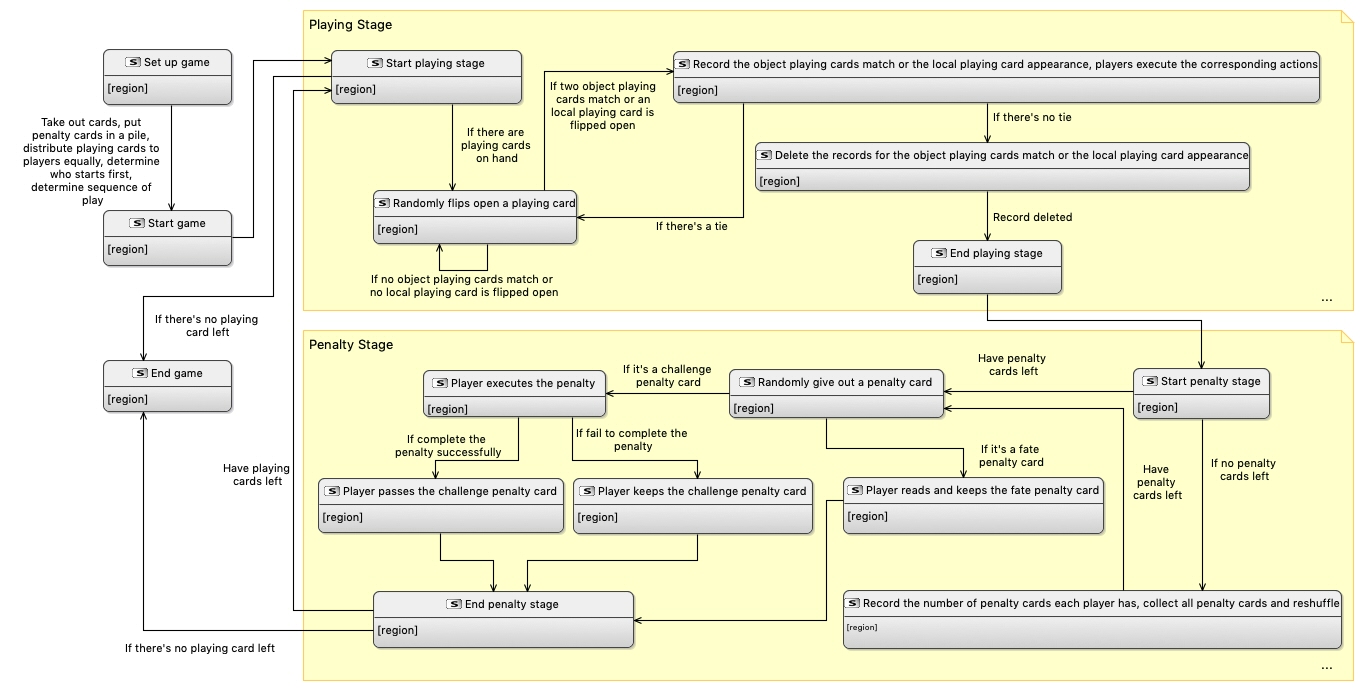 Playing Stage
S Set up game
[region]
Take out cards, put
penalty cards in a pile,
distribute playing cards to
players equally, determine
who starts first,
determine sequence of
play
S Start game
[region]
S Start playing stage
[region]
If there are
playing cards
on hand
If two object playing
cards match or an
local playing card is
flipped open
S Record the object playing cards match or the local playing card appearance, players execute the corresponding actions
[region]
If there's no tie
S Delete the records for the object playing cards match or the local playing card appearance
[region]
S Randomly flips open a playing card
[region]
If there's a tie
Record deleted
S End playing stage
[region]
If no object playing cards match or
no local playing card is flipped open
...
If there's no playing
card left
S End game
[region]
Penalty Stage
S Player executes the penalty
[region]
If it's a challenge
penalty card
S Randomly give out a penalty card
[region]
Have penalty
cards left
S Start penalty stage
[region]
If complete the
penalty successfully
If fail to complete the
penalty
If it's a fate
penalty card
Have
penalty
cards left
If no penalty
cards left
Have playing
cards left
S Player passes the challenge penalty card
[region]
S Player keeps the challenge penalty card
[region]
S Player reads and keeps the fate penalty card
[region]
S End penalty stage
[region]
S Record the number of penalty cards each player has, collect all penalty cards and reshuffle
[region]
If there's no playing card left
...